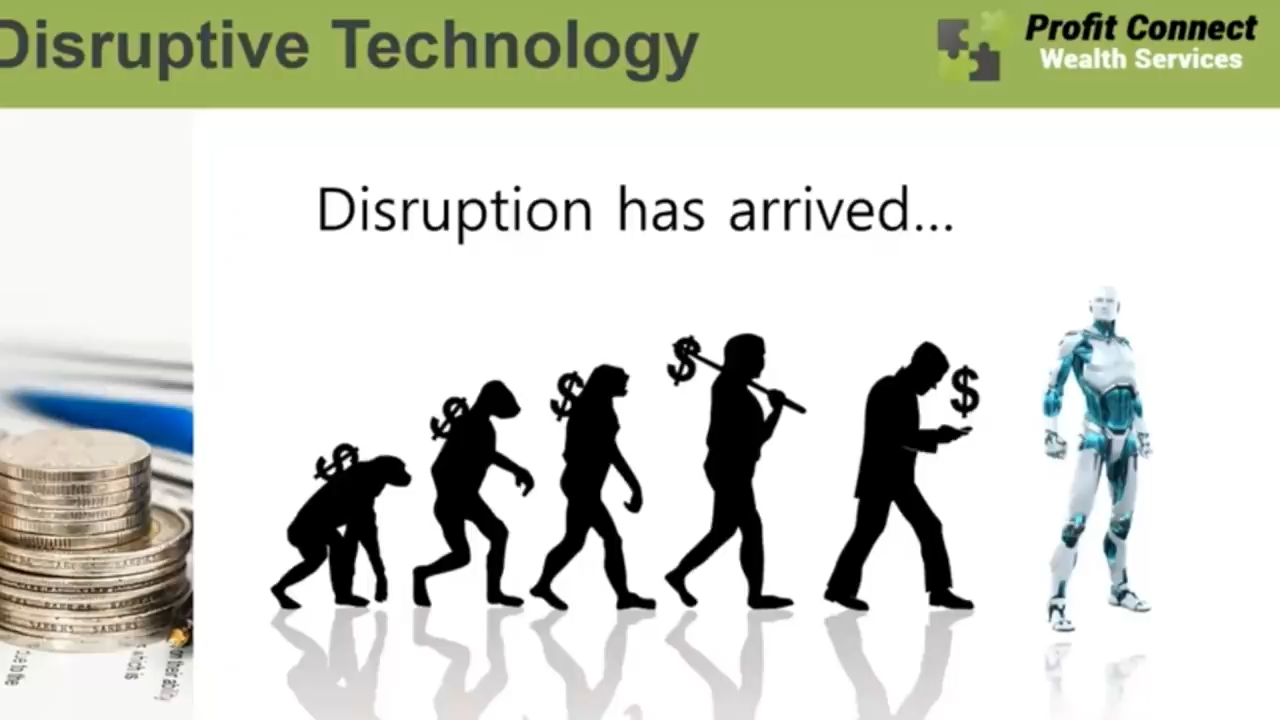 Disruptive Technology
Profit Connect
Wealth Services
Disruption has arrived...
$
$
$
$
$